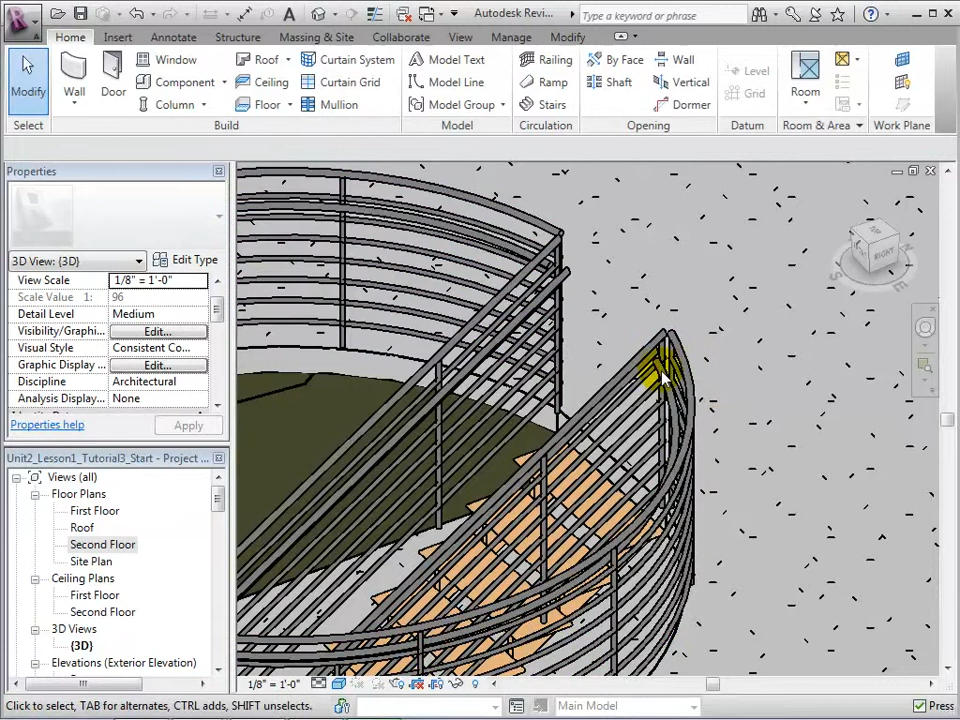 Autodesk Revi...
Type a keyword or phrase
Home Insert Annotate Structure Massing & Site Collaborate View Manage Modify
Modify
Wall
Door
Window
Component
Column
Roof
Ceiling
Floor
Curtain System
Curtain Grid
Mullion
Model Text
Model Line
Model Group
Railing
Ramp
Stairs
By Face
Shaft
Wall
Vertical
Dormer
Level
Grid
Room
Select Build Model Circulation Opening Datum Room & Area Work Plane
Properties
3D View: {3D} Edit Type
View Scale 1/8" = 1'-0"
Scale Value 1: 96
Detail Level Medium
Visibility/Graphi... Edit...
Visual Style Consistent Co...
Graphic Display ... Edit...
Discipline Architectural
Analysis Display... None
Properties help Apply
Unit2_Lesson1_Tutorial3_Start - Project ...
Views (all)
Floor Plans
First Floor
Roof
Second Floor
Site Plan
Ceiling Plans
First Floor
Second Floor
3D Views
{3D}
Elevations (Exterior Elevation)
TOP
RIGHT
N
E
S
1/8" = 1'-0"
Click to select, TAB for alternates, CTRL adds, SHIFT unselects.
Main Model
Press